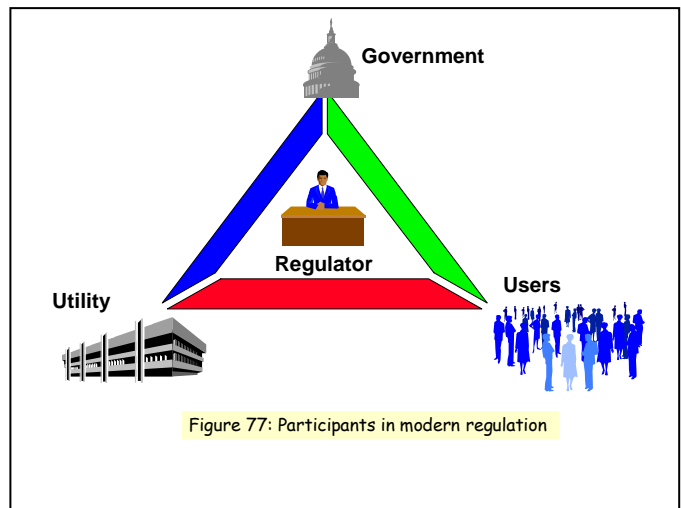 Government
Regulator
Utility
Users
Figure 77: Participants in modern regulation